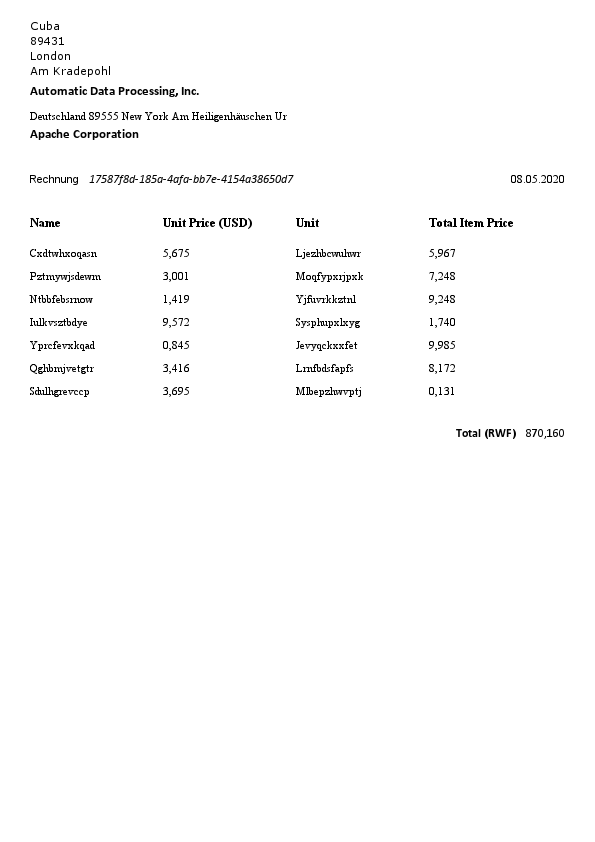 Cuba
89431
London
Am Kradepohl
Automatic Data Processing, Inc.
Deutschland 89555 New York Am Heiligenhäuschen Ur
Apache Corporation
Rechnung 17587f8d-185a-4afa-bb7e-4154a38650d7 08.05.2020
Name Unit Price (USD) Unit Total Item Price
Cxdtwhxoqasn 5,675 Ljezhbcwuhwr 5,967
Pztmywjsdewm 3,001 Moqfypxrjpxk 7,248
Ntbbfebsrnow 1,419 Yjfuvrkkztnl 9,248
Iulkvsztbdye 9,572 Sysphupxlxyg 1,740
Yprcfevxkqad 0,845 Jevyqckxxfet 9,985
Qghbmjvetgtr 3,416 Lrnfbdsfapfs 8,172
Sdulhgrevccp 3,695 Mlbepzhwvptj 0,131
Total (RWF) 870,160